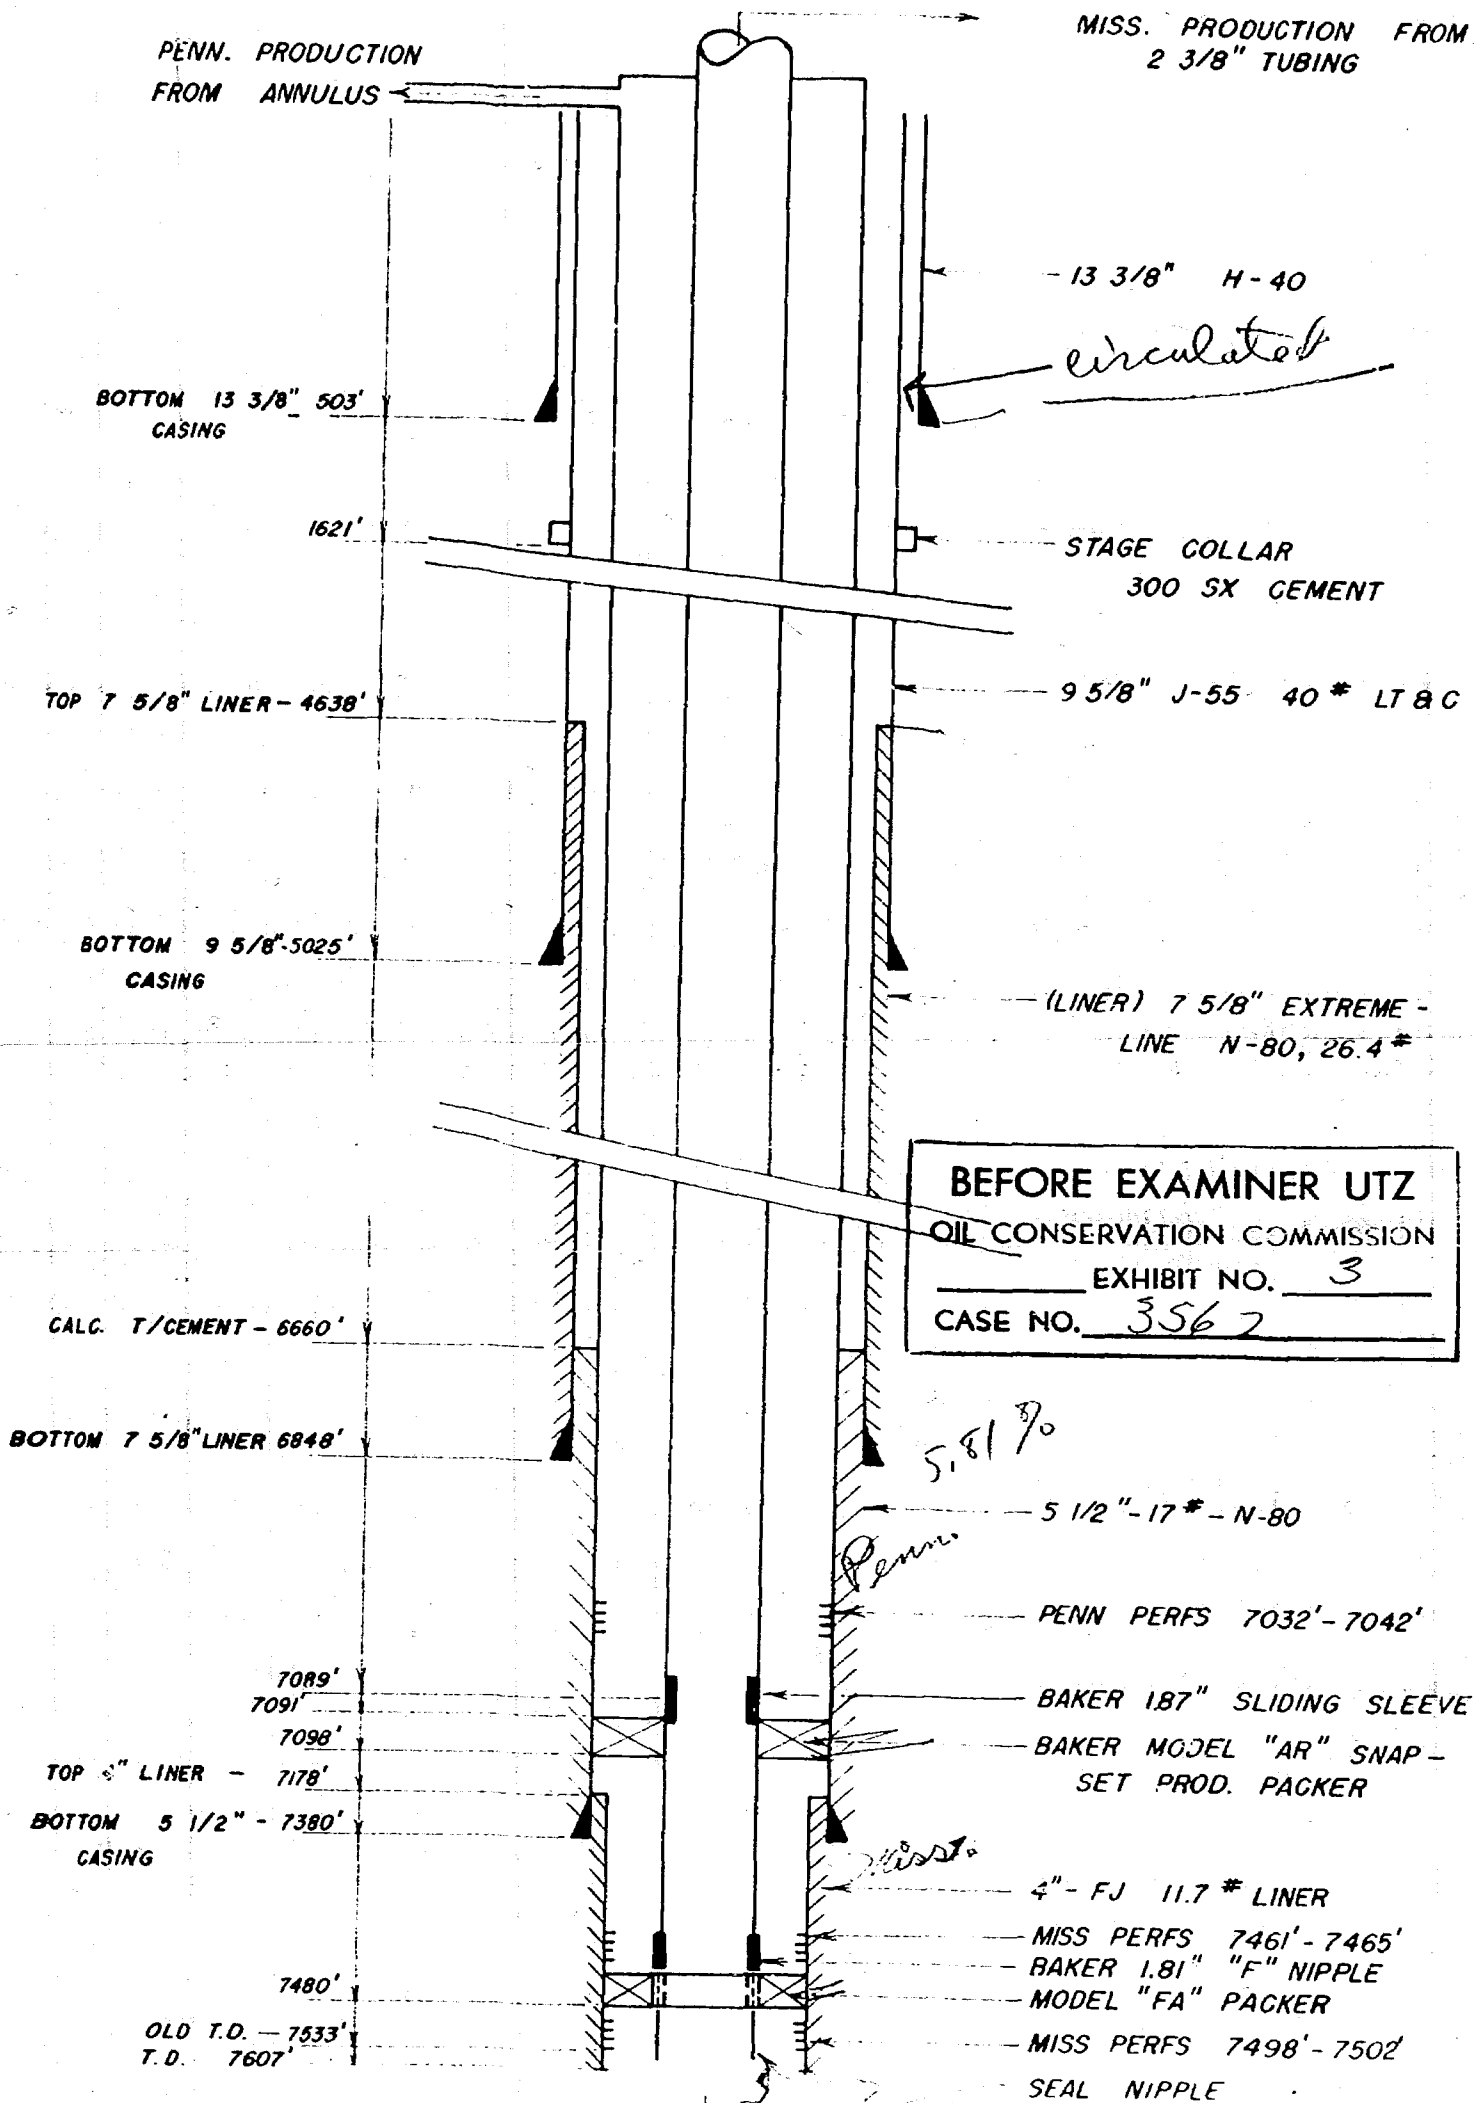 PENN. PRODUCTION
FROM ANNULUS
MISS. PRODUCTION FROM
2 3/8" TUBING
13 3/8" H-40
circulated
BOTTOM 13 3/8" 503'
CASING
1621'
STAGE COLLAR
300 SX CEMENT
TOP 7 5/8" LINER - 4638'
9 5/8" J-55 40 # LT & C
BOTTOM 9 5/8"-5025'
CASING
(LINER) 7 5/8" EXTREME -
LINE N-80, 26.4 #
BEFORE EXAMINER UTZ
OIL CONSERVATION COMMISSION
EXHIBIT NO. 3
CASE NO. 3562
CALC. T/CEMENT - 6660'
BOTTOM 7 5/8" LINER 6848'
5.81 %
5 1/2" - 17 # - N-80
Penn.
PENN PERFS 7032' - 7042'
7089'
7091'
BAKER 1.87" SLIDING SLEEVE
7098'
BAKER MODEL "AR" SNAP -
SET PROD. PACKER
TOP 4" LINER - 7178'
BOTTOM 5 1/2" - 7380'
CASING
Miss.
4" - FJ 11.7 # LINER
MISS PERFS 7461' - 7465'
BAKER 1.81" "F" NIPPLE
7480'
MODEL "FA" PACKER
OLD T.D. - 7533'
T.D. 7607'
MISS PERFS 7498' - 7502'
SEAL NIPPLE